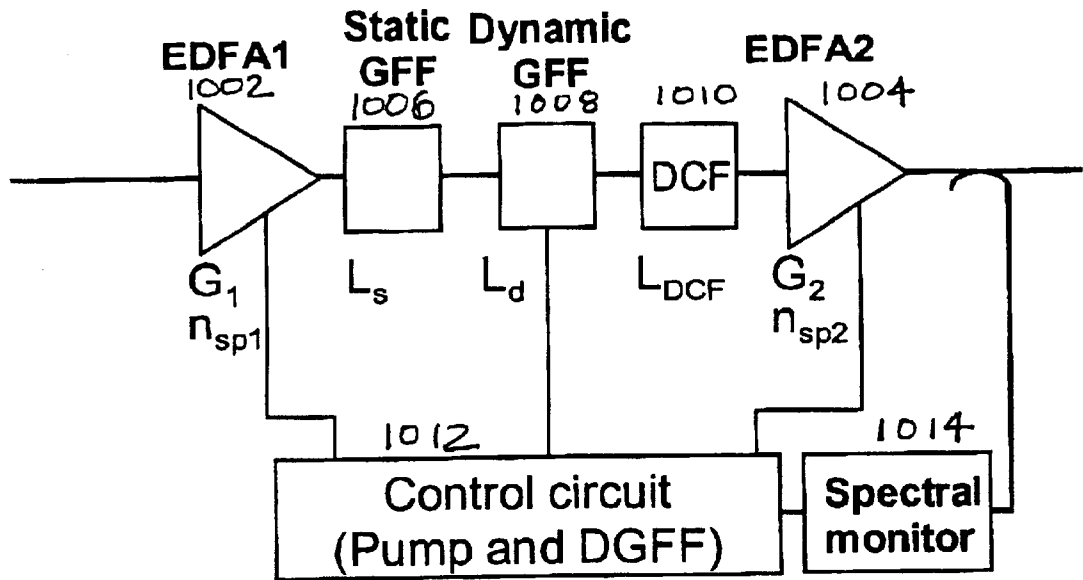 EDFA1
1002
Static
GFF
1006
Dynamic
GFF
1008
1010
DCF
EDFA2
1004
G1
nsp1
Ls
Ld
LDCF
G2
nsp2
1012
Control circuit
(Pump and DGFF)
1014
Spectral
monitor